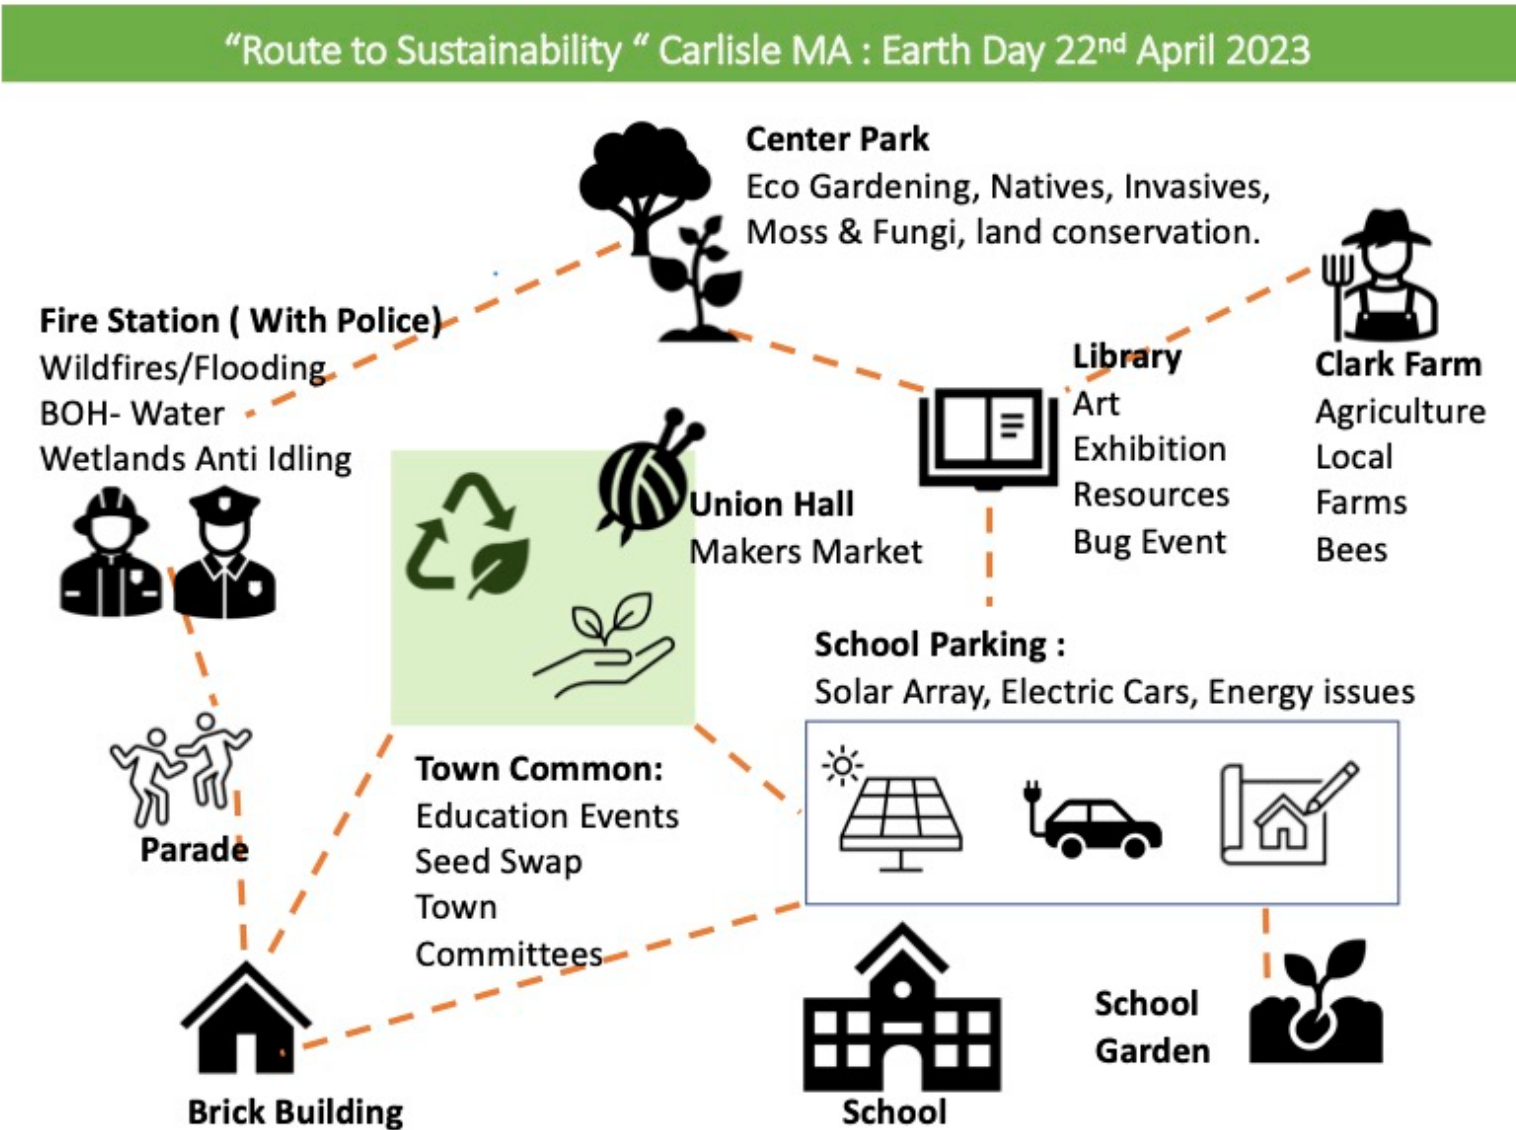 “Route to Sustainability “ Carlisle MA : Earth Day 22nd April 2023
Center Park
Eco Gardening, Natives, Invasives,
Moss & Fungi, land conservation.
Fire Station ( With Police)
Wildfires/Flooding
BOH- Water
Wetlands Anti Idling
Library
Art
Exhibition
Resources
Bug Event
Clark Farm
Agriculture
Local
Farms
Bees
Union Hall
Makers Market
School Parking :
Solar Array, Electric Cars, Energy issues
Parade
Town Common:
Education Events
Seed Swap
Town
Committees
School
Garden
Brick Building
School